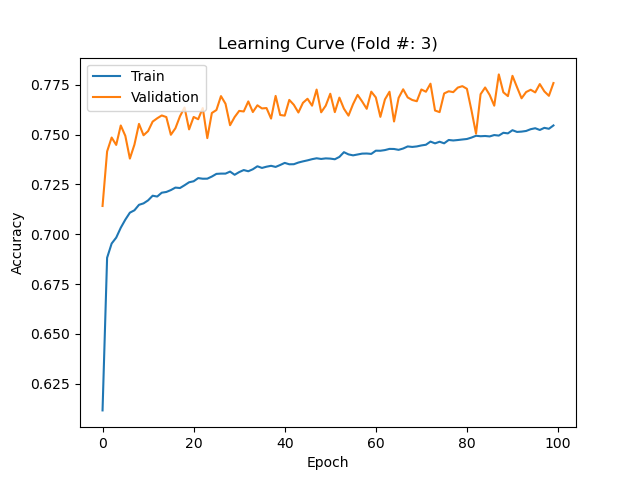 Learning Curve (Fold #: 3)
Train
Validation
0.775
0.750
0.725
0.700
0.675
0.650
0.625
Accuracy
0 20 40 60 80 100
Epoch